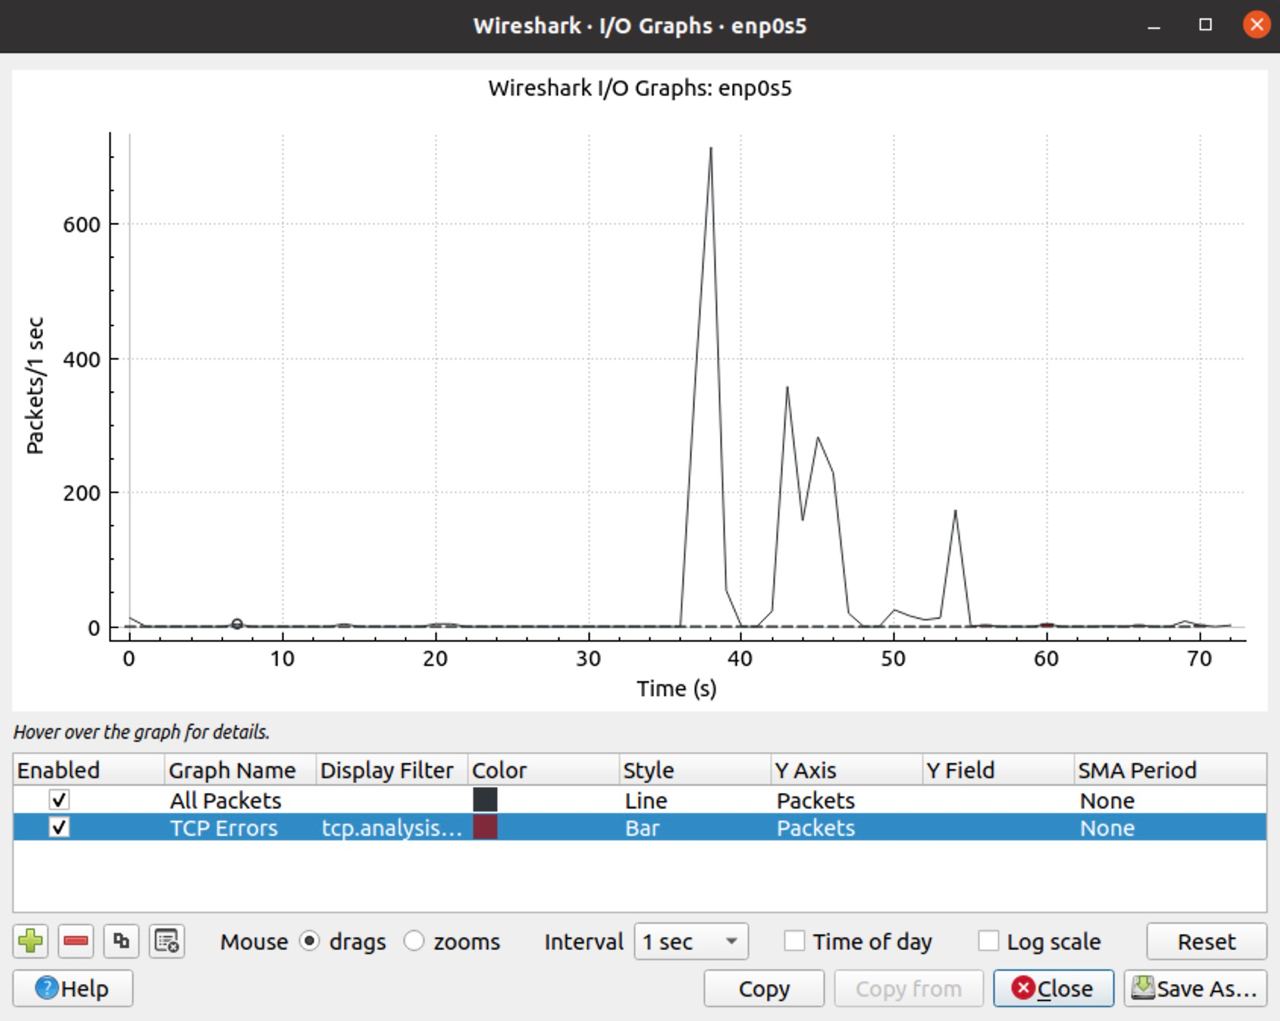 Wireshark · I/O Graphs · enp0s5
Wireshark I/O Graphs: enp0s5
Packets/1 sec
600
400
200
0
0 10 20 30 40 50 60 70
Time (s)
Hover over the graph for details.
Enabled Graph Name Display Filter Color Style Y Axis Y Field SMA Period
All Packets Line Packets None
TCP Errors tcp.analysis... Bar Packets None
Mouse drags zooms Interval 1 sec Time of day Log scale Reset
Help Copy Copy from Close Save As...